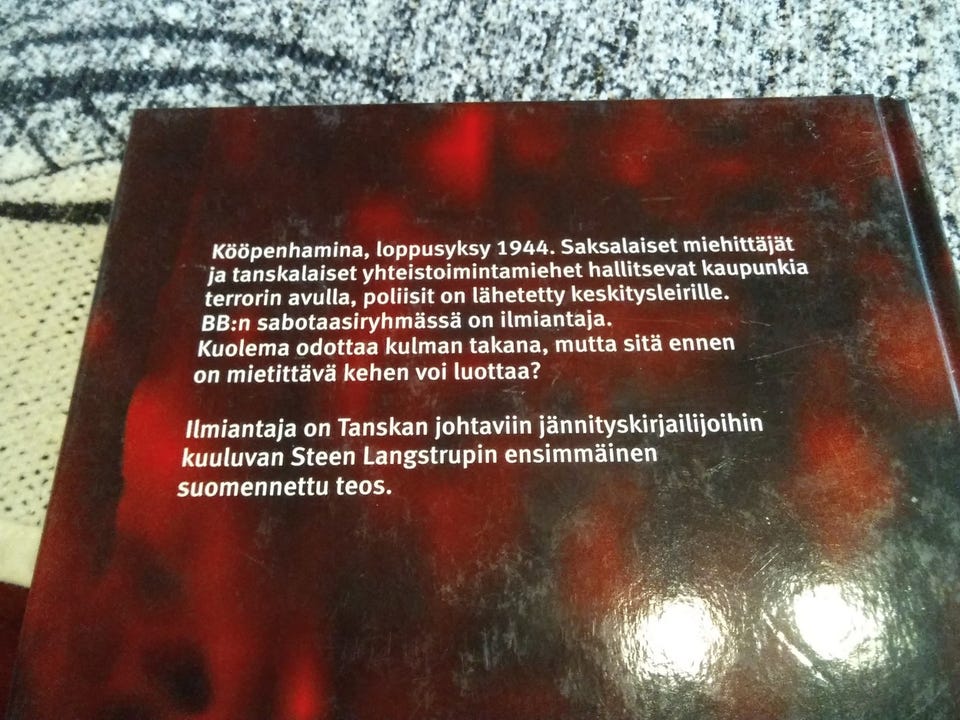 Kööpenhamina, loppusyksy 1944. Saksalaiset miehittäjät
ja tanskalaiset yhteistoimintamiehet hallitsevat kaupunkia
terrorin avulla, poliisit on lähetetty keskitysleirille.
BB:n sabotaasiryhmässä on ilmiantaja.
Kuolema odottaa kulman takana, mutta sitä ennen
on mietittävä kehen voi luottaa?
Ilmiantaja on Tanskan johtaviin jännityskirjailijoihin
kuuluvan Steen Langstrupin ensimmäinen
suomennettu teos.